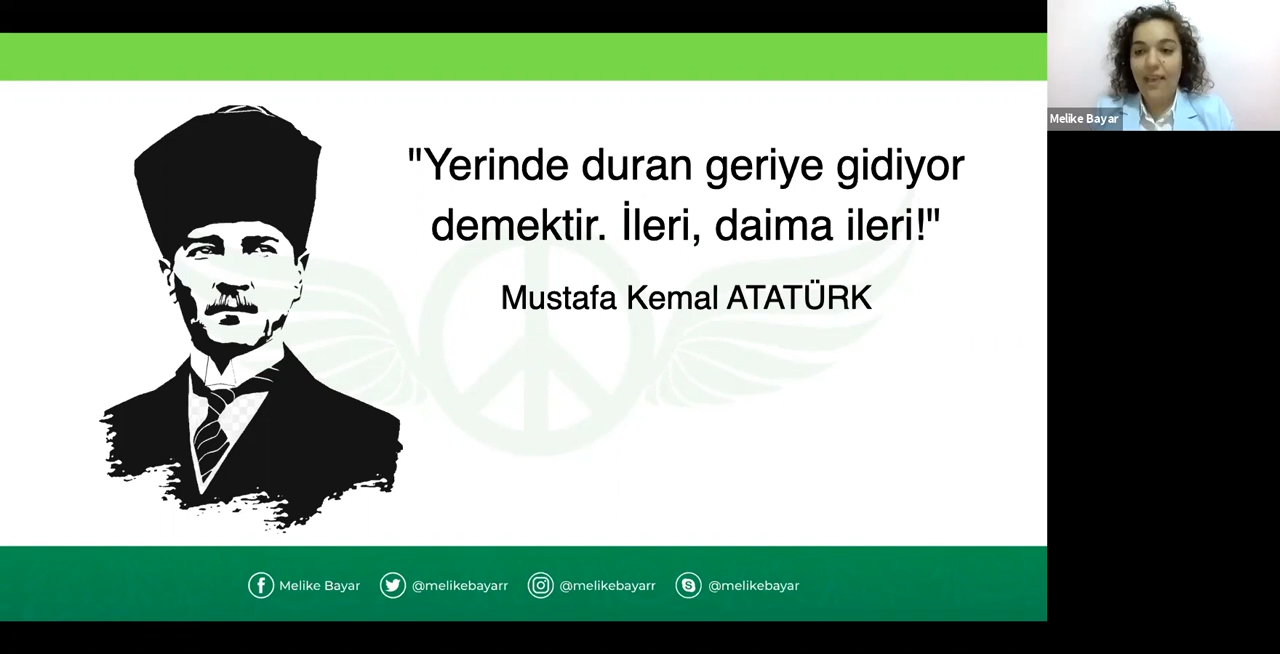 "Yerinde duran geriye gidiyor
demektir. İleri, daima ileri!"
Mustafa Kemal ATATÜRK
Melike Bayar
Melike Bayar
@melikebayarr
@melikebayarr
@melikebayar